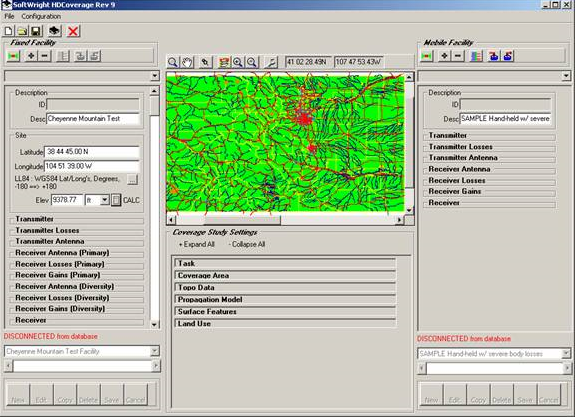 SoftWright HDCoverage Rev 9
File Configuration
Fixed Facility
Mobile Facility
41 02 28.49N 107 47 53.43W
Description
ID
Desc Cheyenne Mountain Test
Site
Latitude 38 44 45.00 N
Longitude 104 51 39.00 W
LL84 : WGS84 Lat/Long's, Degrees,
-180 ==> +180
...
Elev 9378.77 ft CALC
Transmitter
Transmitter Losses
Transmitter Antenna
Receiver Antenna (Primary)
Receiver Losses (Primary)
Receiver Gains (Primary)
Receiver Antenna (Diversity)
Receiver Losses (Diversity)
Receiver Gains (Diversity)
Receiver
DISCONNECTED from database
Cheyenne Mountain Test Facility
New Edit Copy Delete Save Cancel
Coverage Study Settings
+ Expand All - Collapse All
Task
Coverage Area
Topo Data
Propagation Model
Surface Features
Land Use
Description
ID
Desc SAMPLE Hand-held w/ severe
Transmitter
Transmitter Losses
Transmitter Antenna
Receiver Antenna
Receiver Losses
Receiver Gains
Receiver
DISCONNECTED from database
SAMPLE Hand-held w/ severe body losses
New Edit Copy Delete Save Cancel